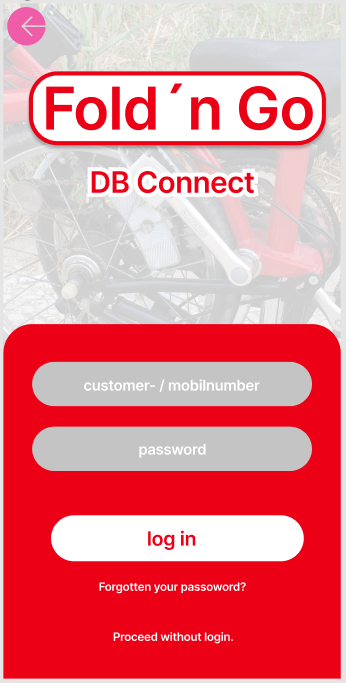 Fold´n Go
DB Connect
customer- / mobilnumber
password
log in
Forgotten your passoword?
Proceed without login.